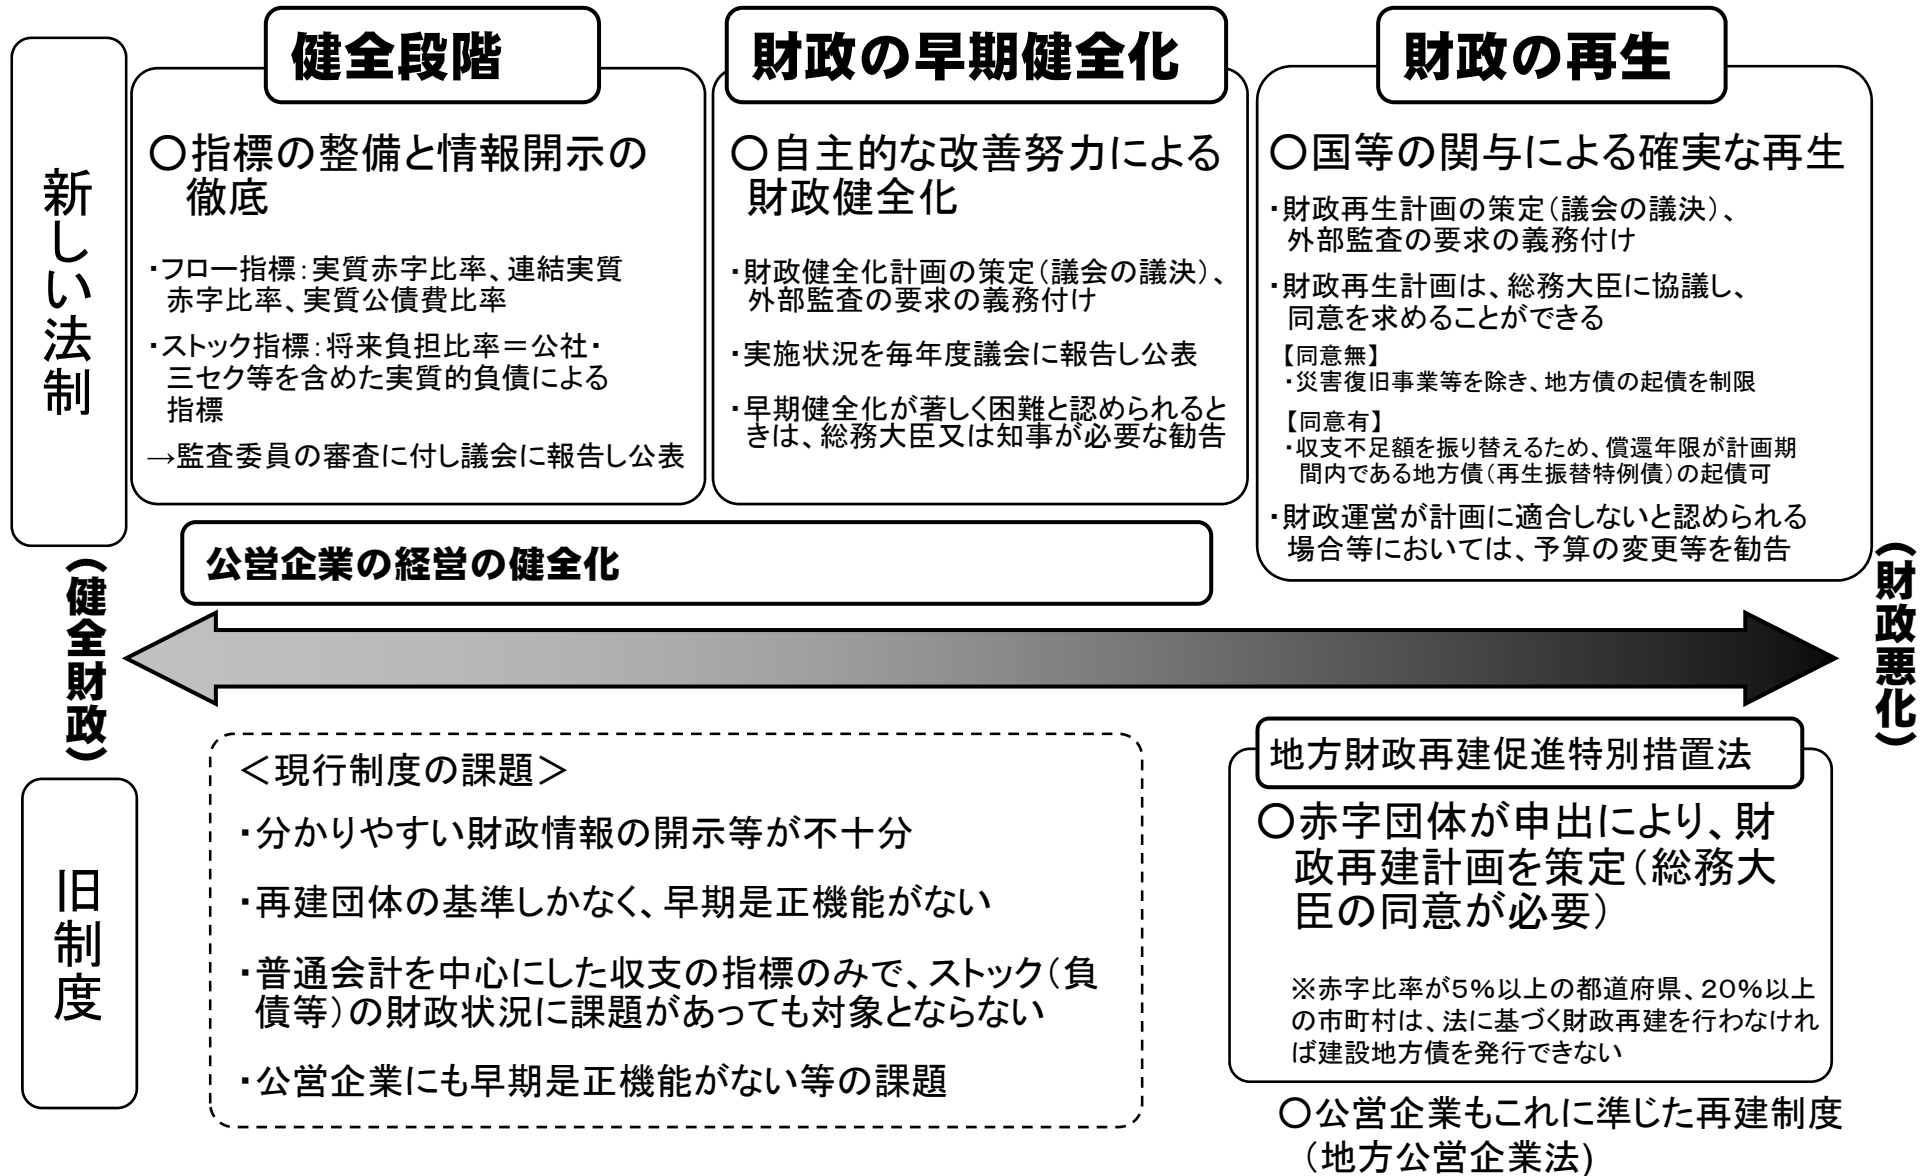 新しい法制
健全段階
〇指標の整備と情報開示の
徹底
・フロー指標：実質赤字比率、連結実質
赤字比率、実質公債費比率
・ストック指標：将来負担比率＝公社・
三セク等を含めた実質的負債による
指標
→監査委員の審査に付し議会に報告し公表
財政の早期健全化
〇自主的な改善努力による
財政健全化
・財政健全化計画の策定（議会の議決）、
外部監査の要求の義務付け
・実施状況を毎年度議会に報告し公表
・早期健全化が著しく困難と認められると
きは、総務大臣又は知事が必要な勧告
財政の再生
〇国等の関与による確実な再生
・財政再生計画の策定（議会の議決）、
外部監査の要求の義務付け
・財政再生計画は、総務大臣に協議し、
同意を求めることができる
【同意無】
・災害復旧事業等を除き、地方債の起債を制限
【同意有】
・収支不足額を振り替えるため、償還年限が計画期
間内である地方債（再生振替特例債）の起債可
・財政運営が計画に適合しないと認められる
場合等においては、予算の変更等を勧告
公営企業の経営の健全化
（健全財政）
（財政悪化）
旧制度
＜現行制度の課題＞
・分かりやすい財政情報の開示等が不十分
・再建団体の基準しかなく、早期是正機能がない
・普通会計を中心にした収支の指標のみで、ストック（負
債等）の財政状況に課題があっても対象とならない
・公営企業にも早期是正機能がない等の課題
地方財政再建促進特別措置法
〇赤字団体が申出により、財
政再建計画を策定（総務大
臣の同意が必要）
※赤字比率が5％以上の都道府県、20％以上
の市町村は、法に基づく財政再建を行わなけれ
ば建設地方債を発行できない
〇公営企業もこれに準じた再建制度
（地方公営企業法)